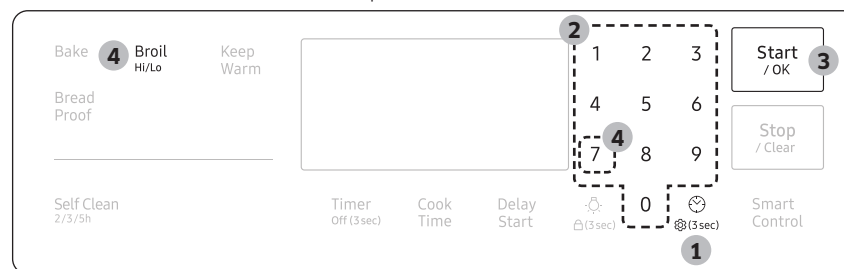 Bake
4
Broil
Hi/Lo
Keep
Warm
Bread
Proof
Self Clean
2/3/5h
Timer
Off (3 sec)
Cook
Time
Delay
Start
2
1 2 3
4 5 6
4
7 8 9
0
(3 sec)
(3 sec)
1
Start
/ OK
3
Stop
/ Clear
Smart
Control